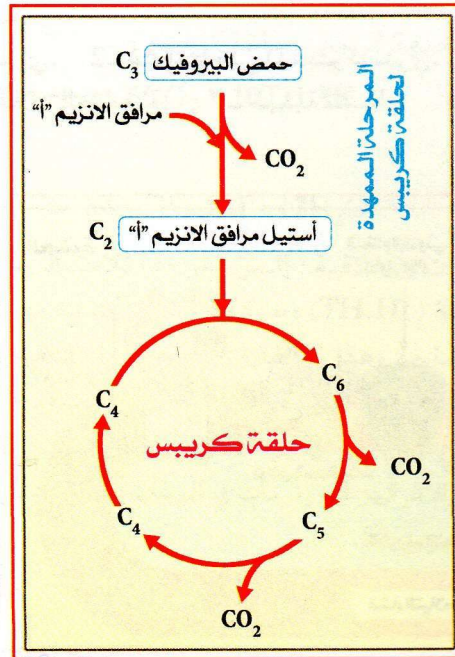 حمض البيروفيك C₃
مرافق الانزيم "أ"
CO₂
المرحلة الممهدة
لحلقة كريبس
أستيل مرافق الانزيم "أ" C₂
C₆
C₄
حلقة كريبس
CO₂
C₅
C₄
CO₂